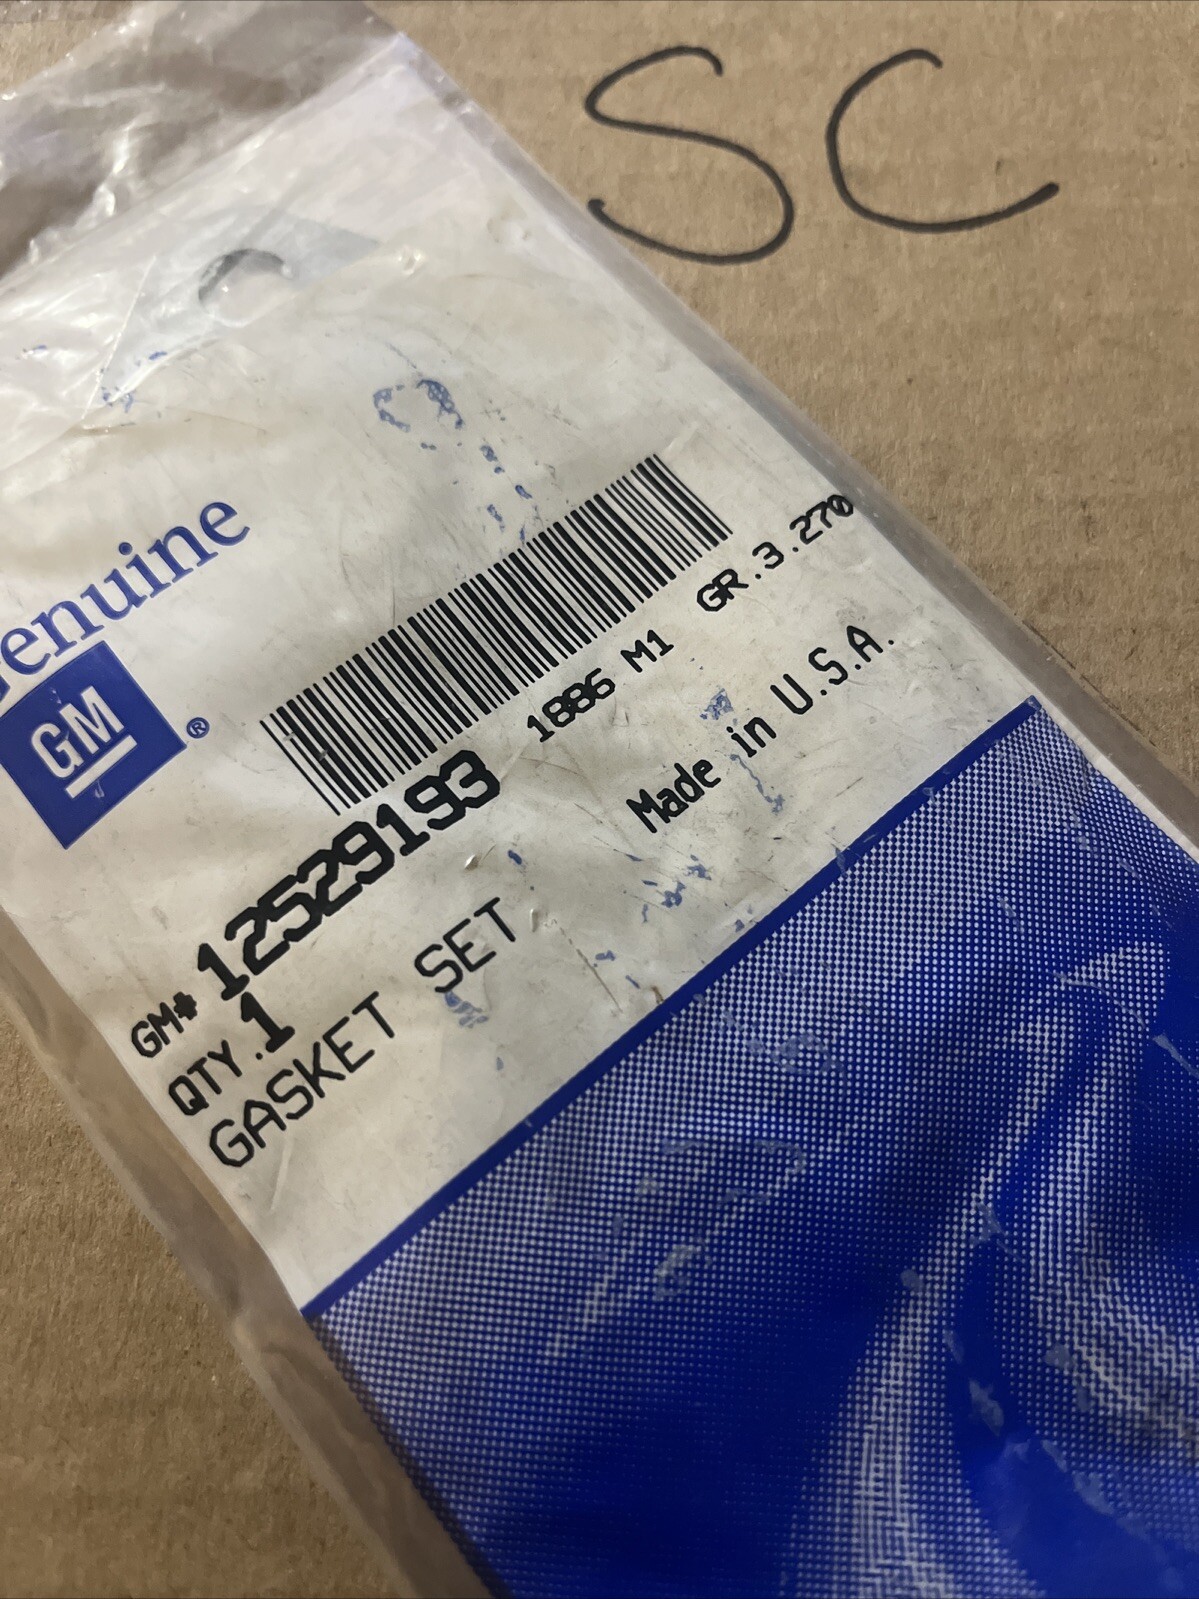 SC
Genuine
GM®
1886 M1 GR.3.270
GM* 12529193
Made in U.S.A.
QTY.1
GASKET SET